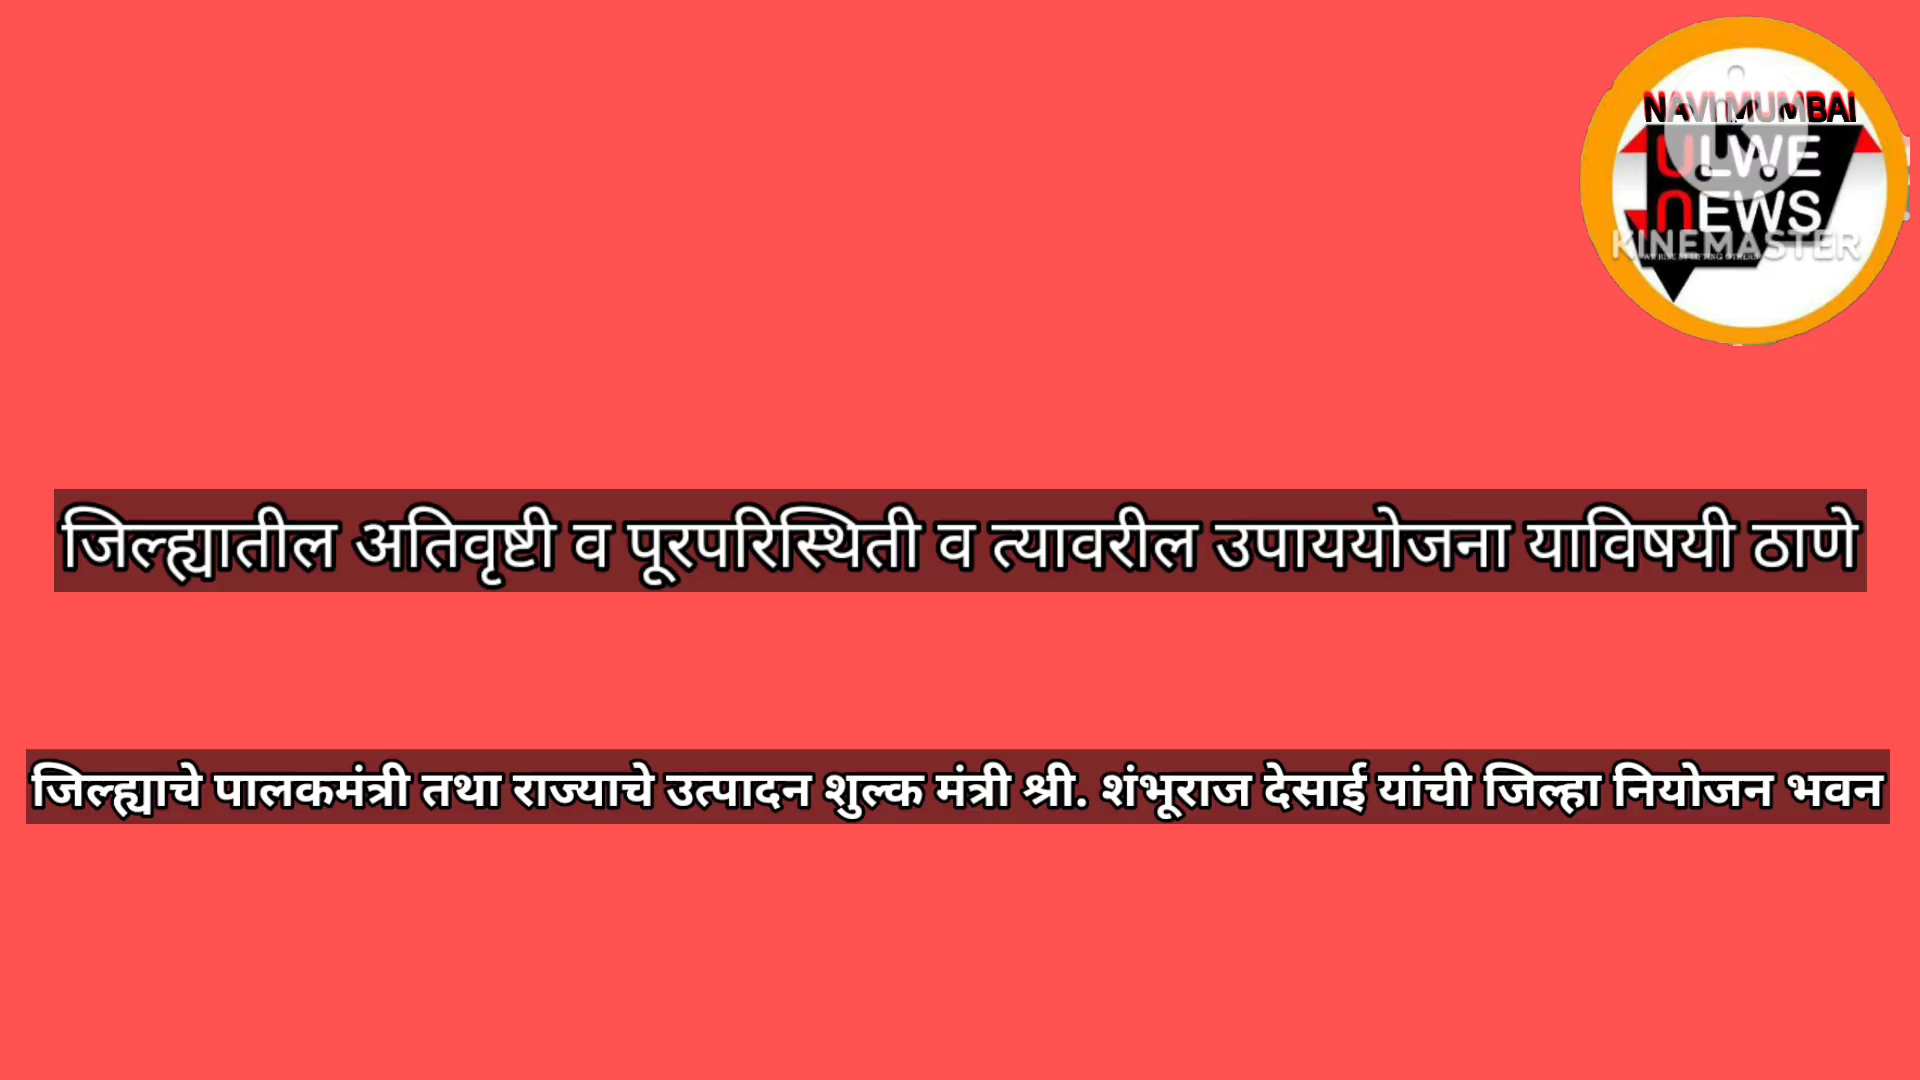 NAVI MUMBAI
ULWE
NEWS
KINEMASTER
जिल्ह्यातील अतिवृष्टी व पूरपरिस्थिती व त्यावरील उपाययोजना याविषयी ठाणे
जिल्ह्याचे पालकमंत्री तथा राज्याचे उत्पादन शुल्क मंत्री श्री. शंभूराज देसाई यांची जिल्हा नियोजन भवन